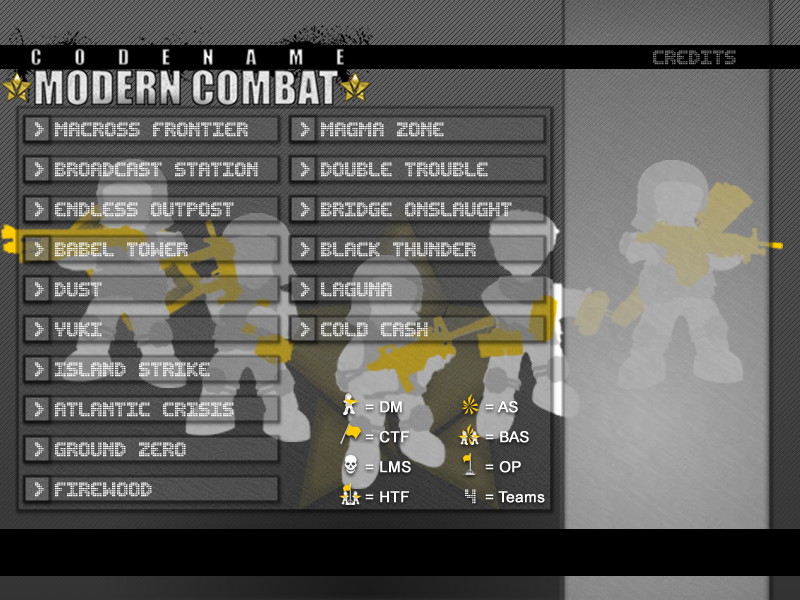 CODENAME
CREDITS
MODERN COMBAT
> MACROSS FRONTIER
> BROADCAST STATION
> ENDLESS OUTPOST
> BABEL TOWER
> DUST
> YUKI
> ISLAND STRIKE
> ATLANTIC CRISIS
> GROUND ZERO
> FIREWOOD
> MAGMA ZONE
> DOUBLE TROUBLE
> BRIDGE ONSLAUGHT
> BLACK THUNDER
> LAGUNA
> COLD CASH
= DM
= CTF
= LMS
= HTF
= AS
= BAS
= OP
4 = Teams